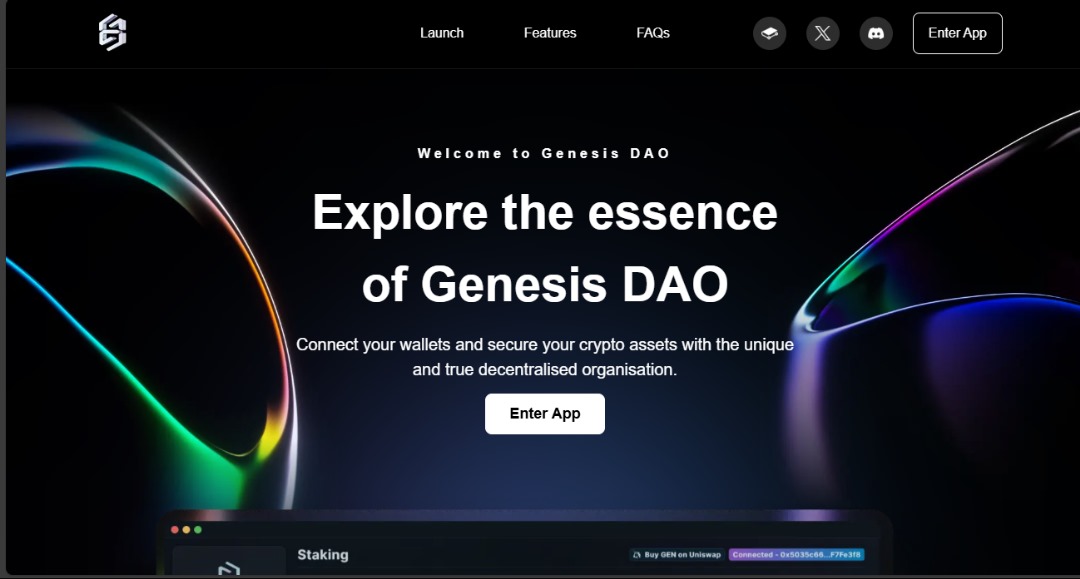 Launch
Features
FAQs
Enter App
Welcome to Genesis DAO
Explore the essence
of Genesis DAO
Connect your wallets and secure your crypto assets with the unique
and true decentralised organisation.
Enter App
Staking
Buy GEN on Uniswap
Connected - 0x5035c66...F7Fe3f8